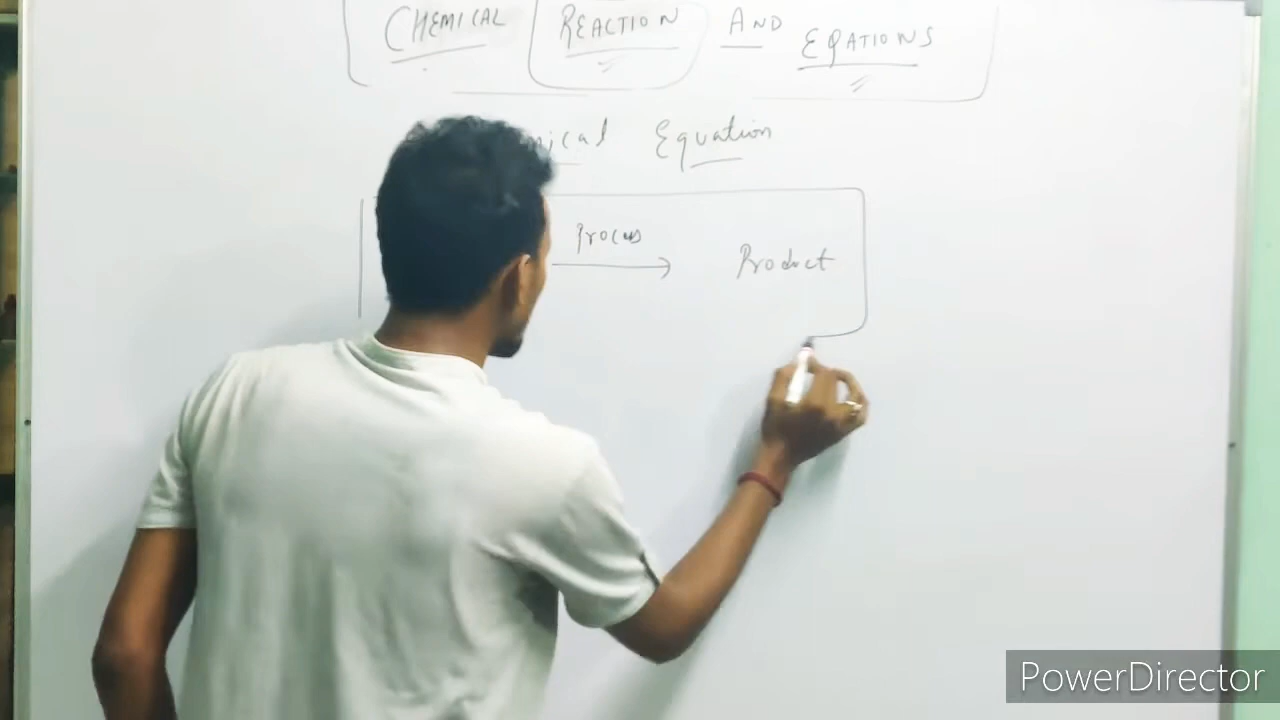 CHEMICAL REACTION AND EQATIONS
mical Equation
Process
Product
PowerDirector